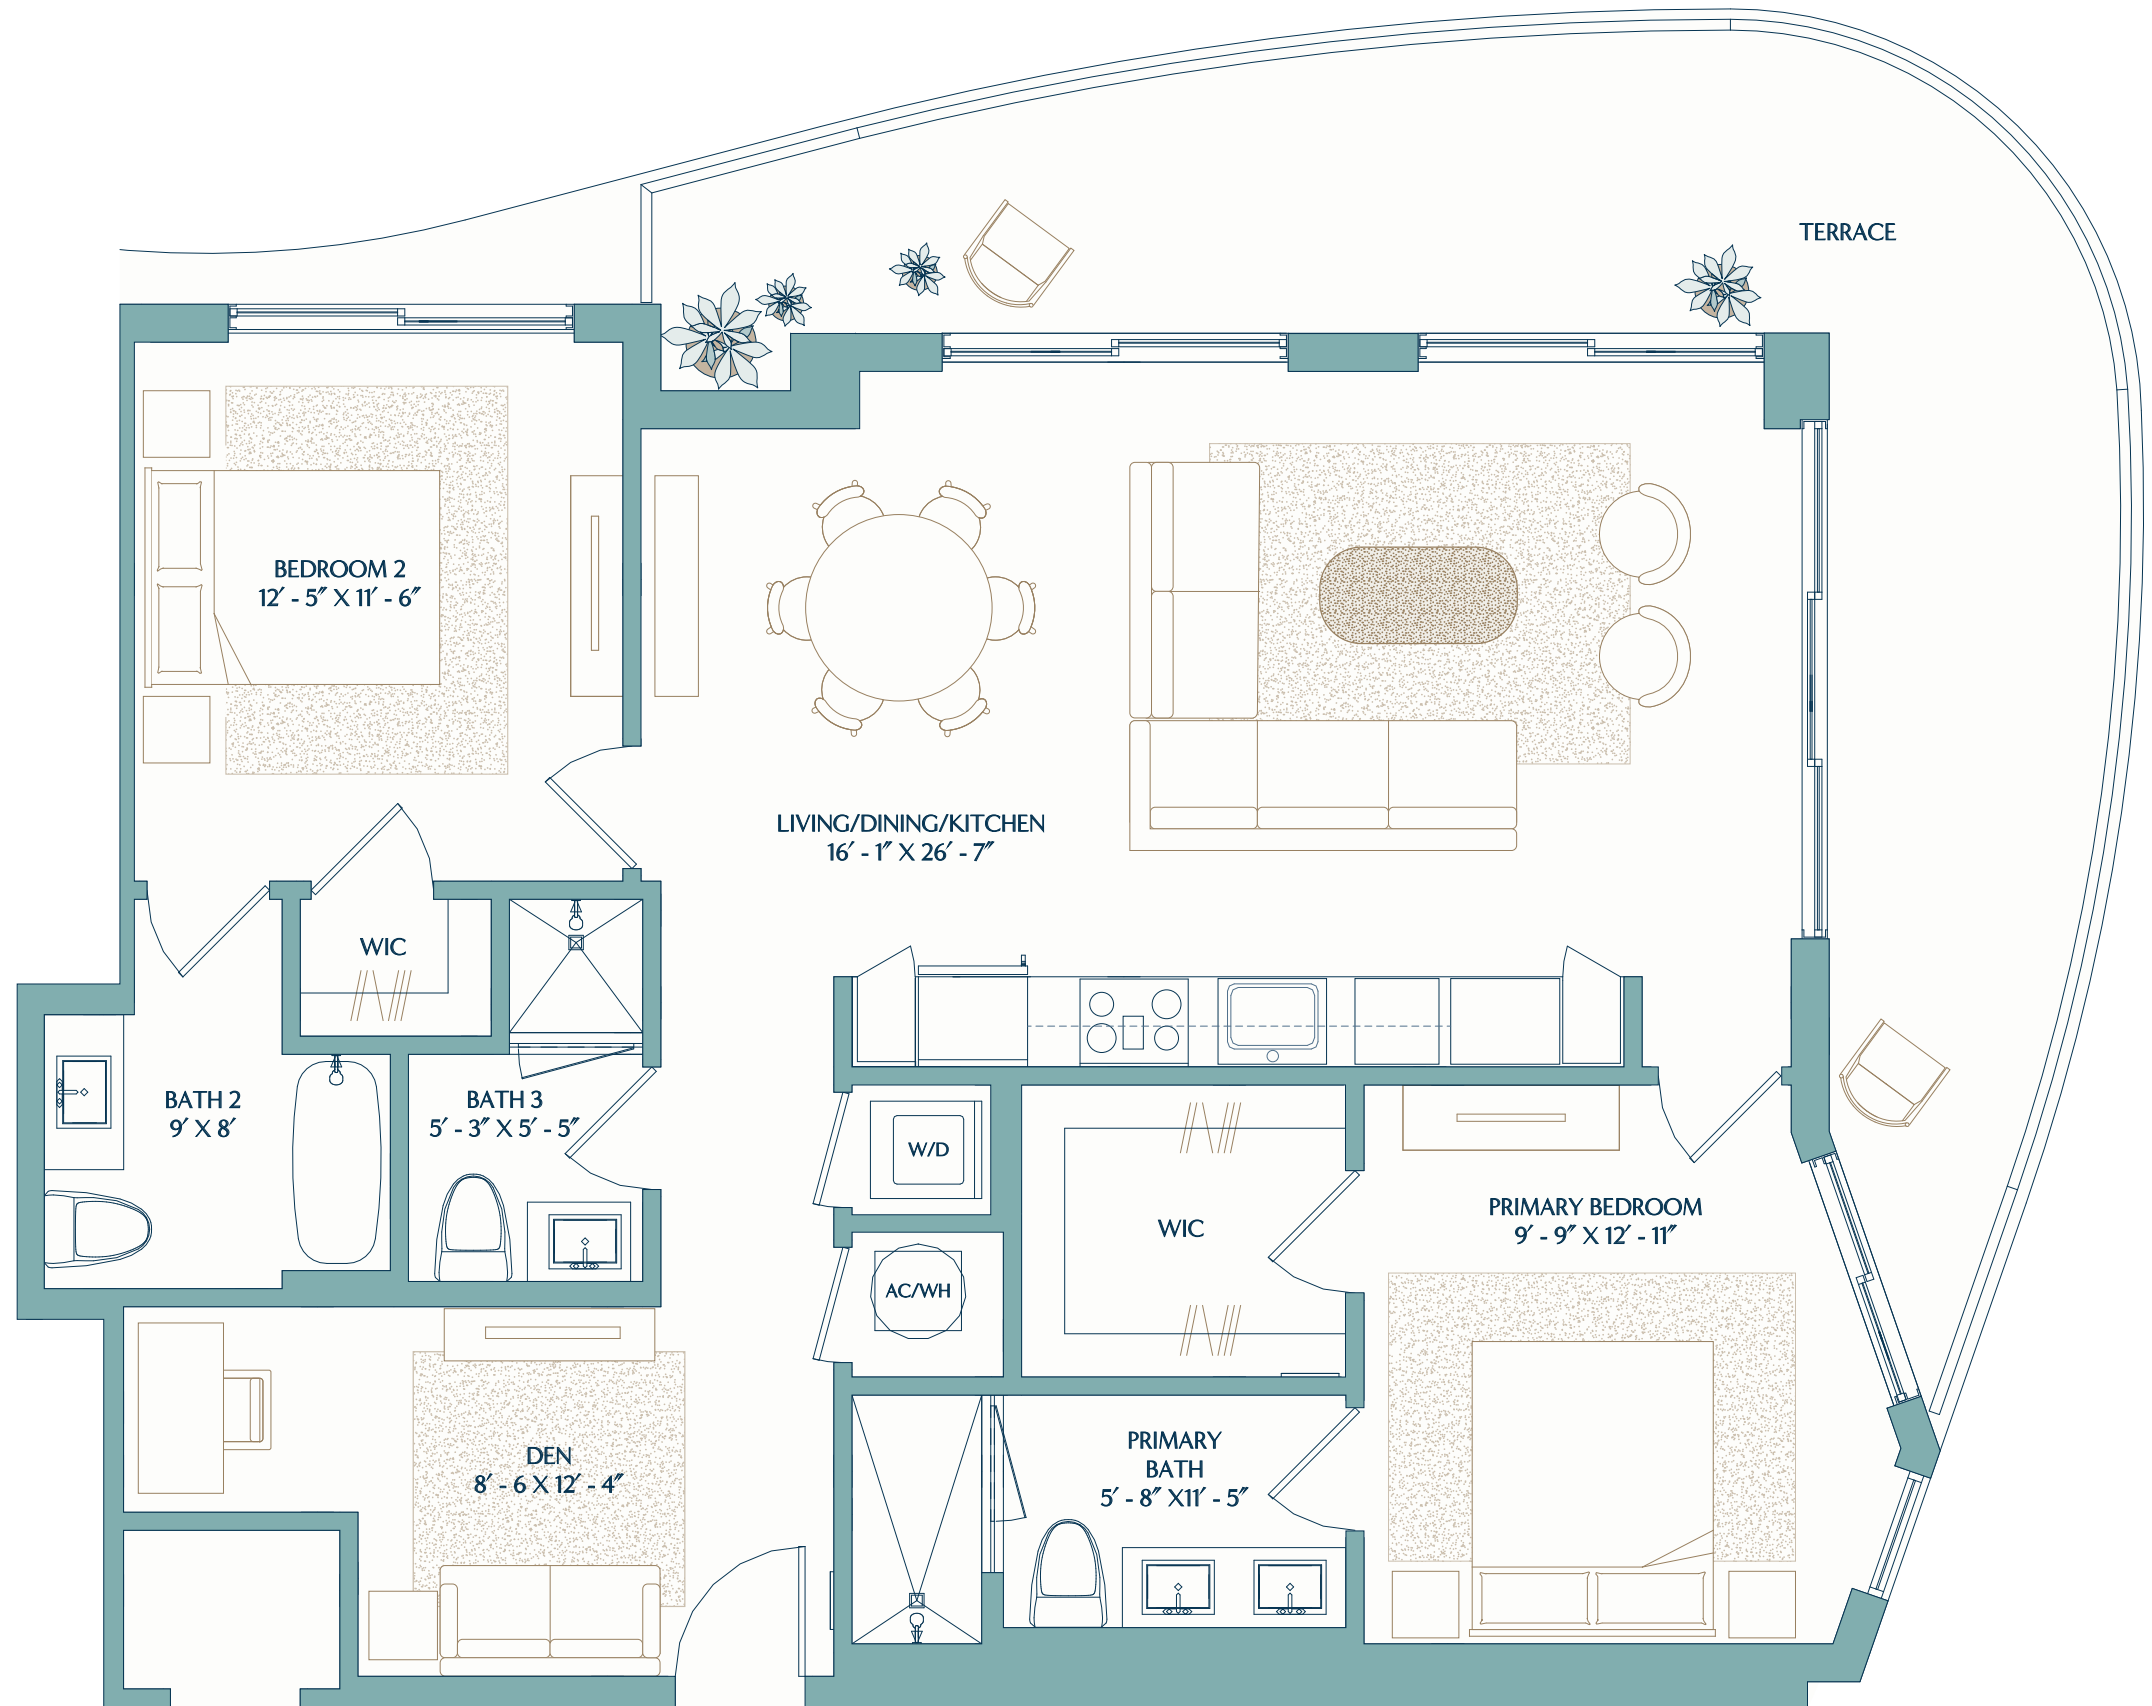 TERRACE
BEDROOM 2
12′ - 5″ X 11′ - 6″
LIVING/DINING/KITCHEN
16′ - 1″ X 26′ - 7″
WIC
BATH 2
9′ X 8′
BATH 3
5′ - 3″ X 5′ - 5″
W/D
WIC
PRIMARY BEDROOM
9′ - 9″ X 12′ - 11″
AC/WH
DEN
8′ - 6 X 12′ - 4″
PRIMARY
BATH
5′ - 8″ X11′ - 5″